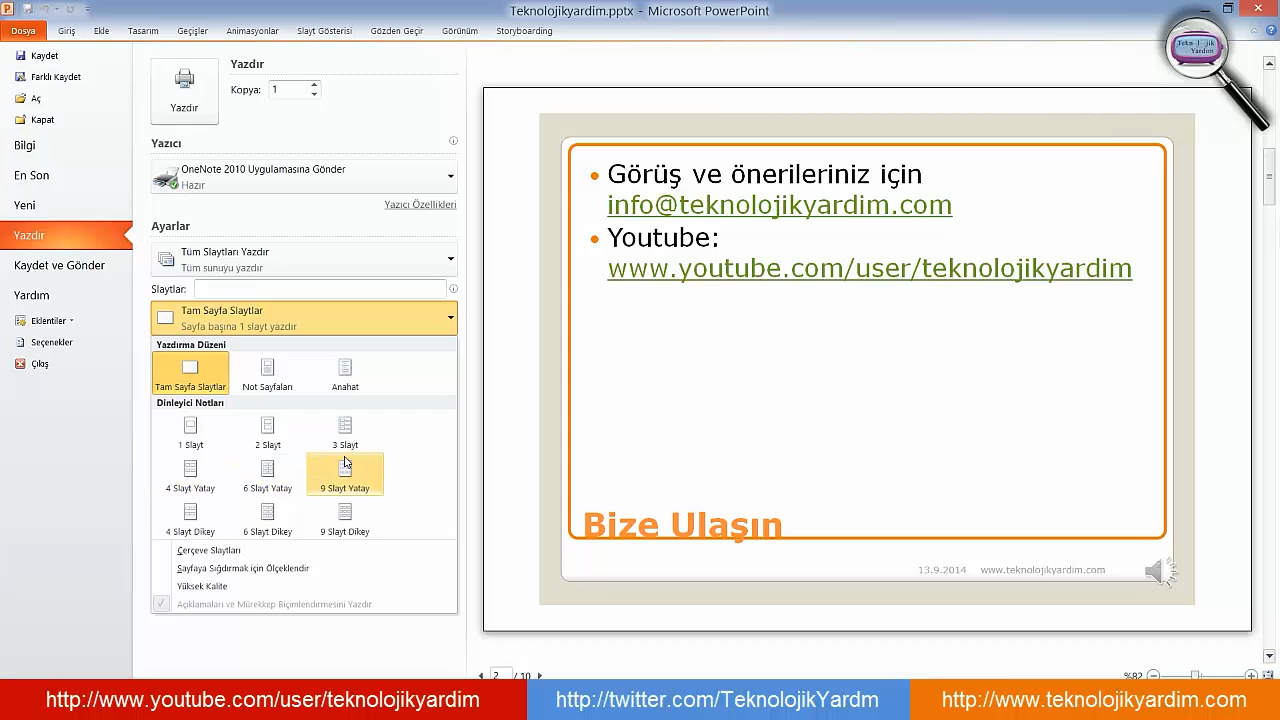 Teknolojikyardim.pptx - Microsoft PowerPoint
Dosya Giriş Ekle Tasarım Geçişler Animasyonlar Slayt Gösterisi Gözden Geçir Görünüm Storyboarding
Kaydet
Farklı Kaydet
Aç
Kapat
Bilgi
En Son
Yeni
Yazdır
Kaydet ve Gönder
Yardım
Eklentiler
Seçenekler
Çıkış
Yazdır
Yazdır
Kopya: 1
Yazıcı
OneNote 2010 Uygulamasına Gönder
Hazır
Yazıcı Özellikleri
Ayarlar
Tüm Slaytları Yazdır
Tüm sunuyu yazdır
Slaytlar:
Tam Sayfa Slaytlar
Sayfa başına 1 slayt yazdır
Yazdırma Düzeni
Tam Sayfa Slaytlar Not Sayfaları Anahat
Dinleyici Notları
1 Slayt 2 Slayt 3 Slayt
4 Slayt Yatay 6 Slayt Yatay 9 Slayt Yatay
4 Slayt Dikey 6 Slayt Dikey 9 Slayt Dikey
Çerçeve Slaytları
Sayfaya Sığdırmak için Ölçeklendir
Yüksek Kalite
Açıklamaları ve Mürekkep Biçimlendirmesini Yazdır
Görüş ve önerileriniz için
info@teknolojikyardim.com
Youtube:
www.youtube.com/user/teknolojikyardim
Bize Ulaşın
13.9.2014 www.teknolojikyardim.com
2 / 10
%82
http://www.youtube.com/user/teknolojikyardim
http://twitter.com/TeknolojikYardm
http://www.teknolojikyardim.com